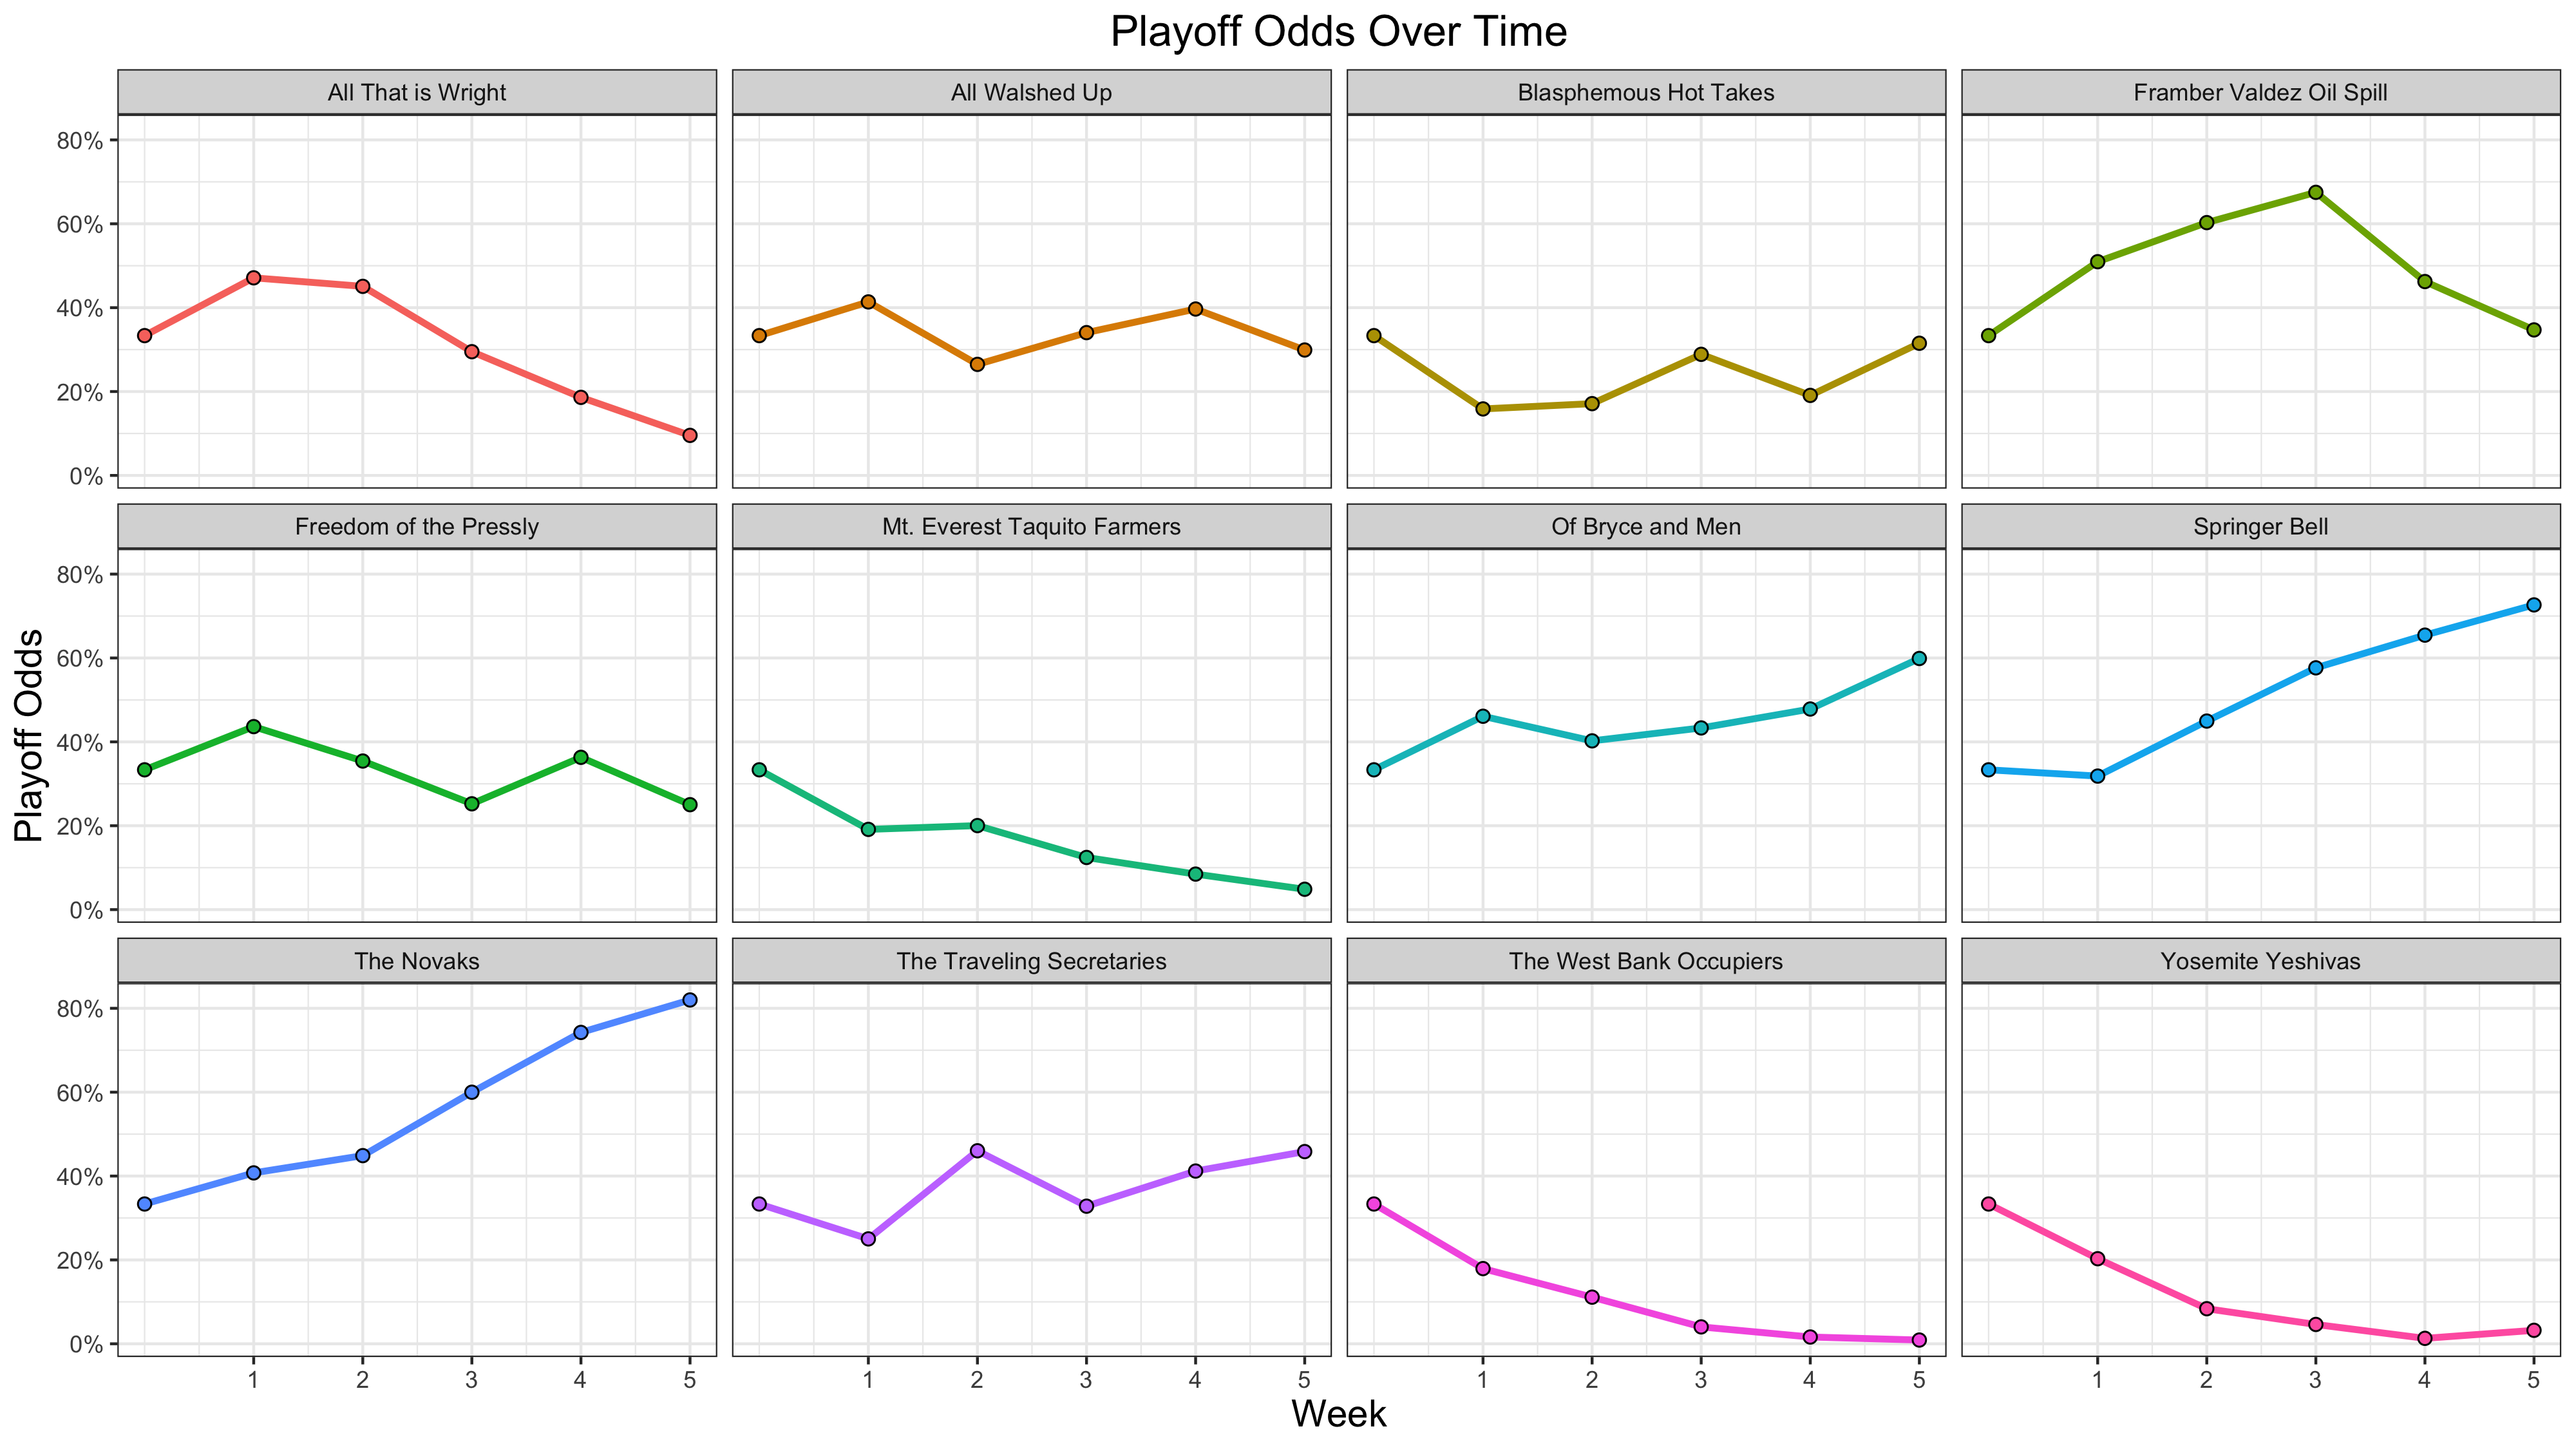 Playoff Odds Over Time
All That is Wright
All Walshed Up
Blasphemous Hot Takes
Framber Valdez Oil Spill
80%
60%
40%
20%
0%
Freedom of the Pressly
Mt. Everest Taquito Farmers
Of Bryce and Men
Springer Bell
80%
60%
40%
20%
0%
Playoff Odds
The Novaks
The Traveling Secretaries
The West Bank Occupiers
Yosemite Yeshivas
80%
60%
40%
20%
0%
1 2 3 4 5
1 2 3 4 5
1 2 3 4 5
1 2 3 4 5
Week